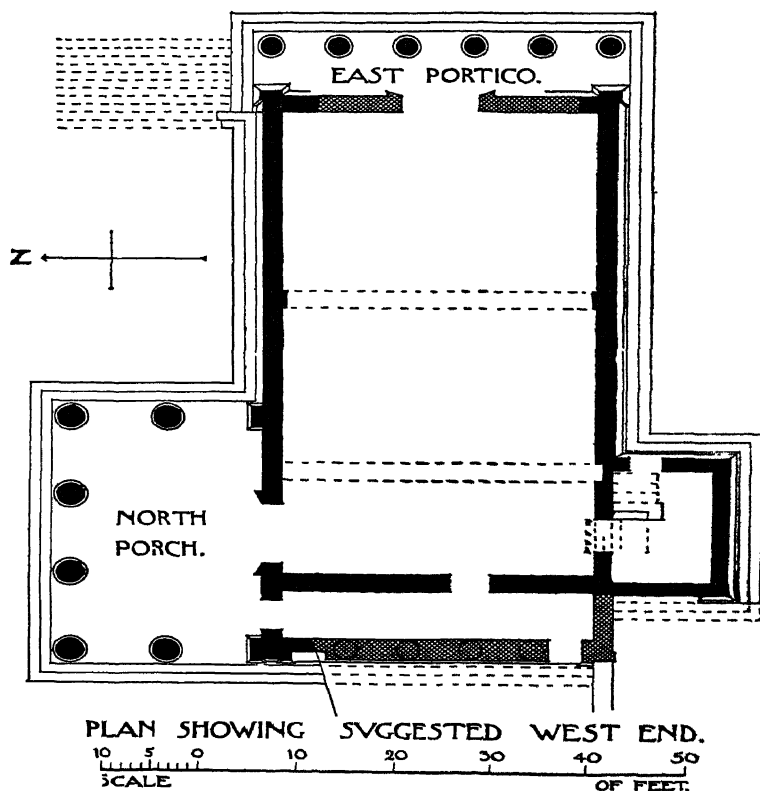 EAST PORTICO.
N
NORTH
PORCH.
PLAN SHOWING SVGGESTED WEST END.
10 5 0 10 20 30 40 50
SCALE OF FEET.